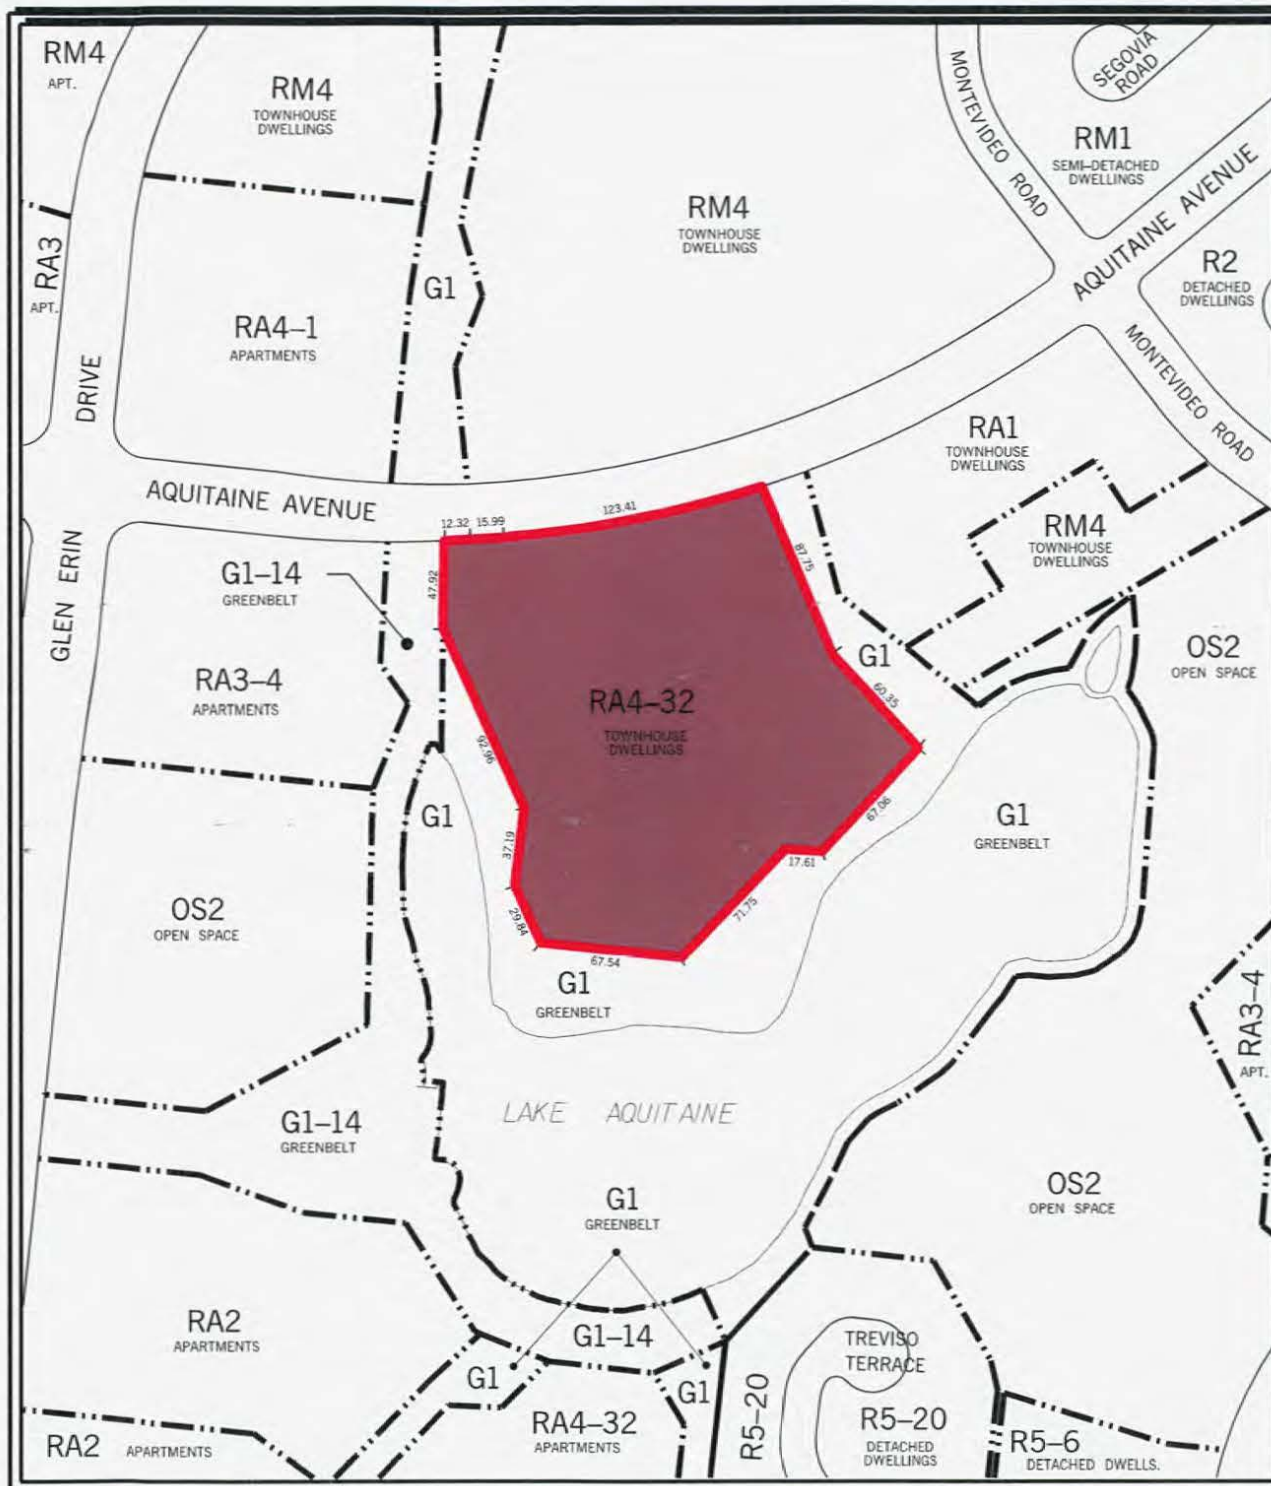 RM4
APT.
RM4
TOWNHOUSE
DWELLINGS
MONTEVIDEO ROAD
SEGOVIA
ROAD
RM1
SEMI-DETACHED
DWELLINGS
AQUITAINE AVENUE
RM4
TOWNHOUSE
DWELLINGS
R2
DETACHED
DWELLINGS
RA3
APT.
G1
RA4-1
APARTMENTS
DRIVE
MONTEVIDEO ROAD
RA1
TOWNHOUSE
DWELLINGS
AQUITAINE AVENUE
12.32
15.99
123.41
RM4
TOWNHOUSE
DWELLINGS
GLEN ERIN
G1-14
GREENBELT
47.92
87.75
G1
OS2
OPEN SPACE
RA3-4
APARTMENTS
RA4-32
TOWNHOUSE
DWELLINGS
60.35
92.96
G1
37.19
67.06
17.61
G1
GREENBELT
OS2
OPEN SPACE
29.84
71.75
67.54
G1
GREENBELT
RA3-4
APT.
LAKE AQUITAINE
G1-14
GREENBELT
G1
GREENBELT
OS2
OPEN SPACE
RA2
APARTMENTS
G1-14
TREVISO
TERRACE
G1
G1
R5-20
RA4-32
APARTMENTS
R5-20
DETACHED
DWELLINGS
RA2 APARTMENTS
R5-6
DETACHED DWELLS.